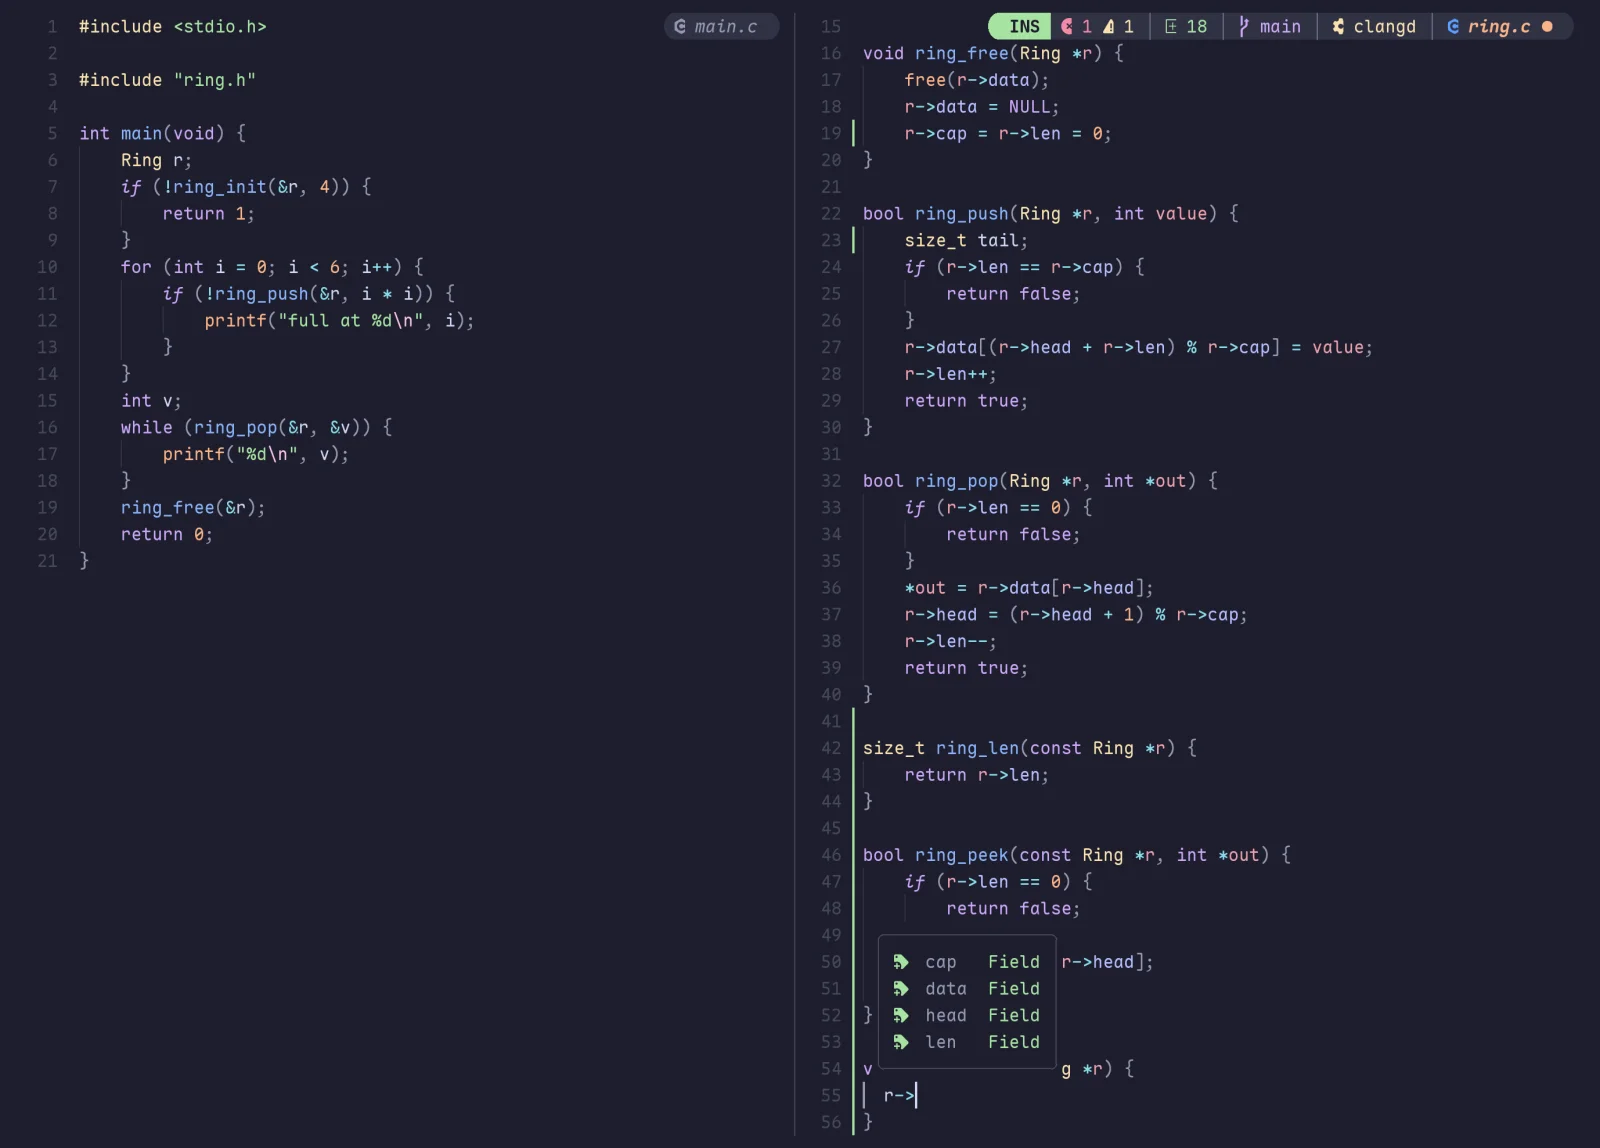 1 #include <stdio.h>
main.c
2
3 #include "ring.h"
4
5 int main(void) {
6 Ring r;
7 if (!ring_init(&r, 4)) {
8 return 1;
9 }
10 for (int i = 0; i < 6; i++) {
11 if (!ring_push(&r, i * i)) {
12 printf("full at %d\n", i);
13 }
14 }
15 int v;
16 while (ring_pop(&r, &v)) {
17 printf("%d\n", v);
18 }
19 ring_free(&r);
20 return 0;
21 }
15
INS 1 1 18 main clangd ring.c
16 void ring_free(Ring *r) {
17 free(r->data);
18 r->data = NULL;
19 r->cap = r->len = 0;
20 }
21
22 bool ring_push(Ring *r, int value) {
23 size_t tail;
24 if (r->len == r->cap) {
25 return false;
26 }
27 r->data[(r->head + r->len) % r->cap] = value;
28 r->len++;
29 return true;
30 }
31
32 bool ring_pop(Ring *r, int *out) {
33 if (r->len == 0) {
34 return false;
35 }
36 *out = r->data[r->head];
37 r->head = (r->head + 1) % r->cap;
38 r->len--;
39 return true;
40 }
41
42 size_t ring_len(const Ring *r) {
43 return r->len;
44 }
45
46 bool ring_peek(const Ring *r, int *out) {
47 if (r->len == 0) {
48 return false;
49
50 r->head];
51
52 }
53
54 v g *r) {
55 r->
56 }
cap Field
data Field
head Field
len Field